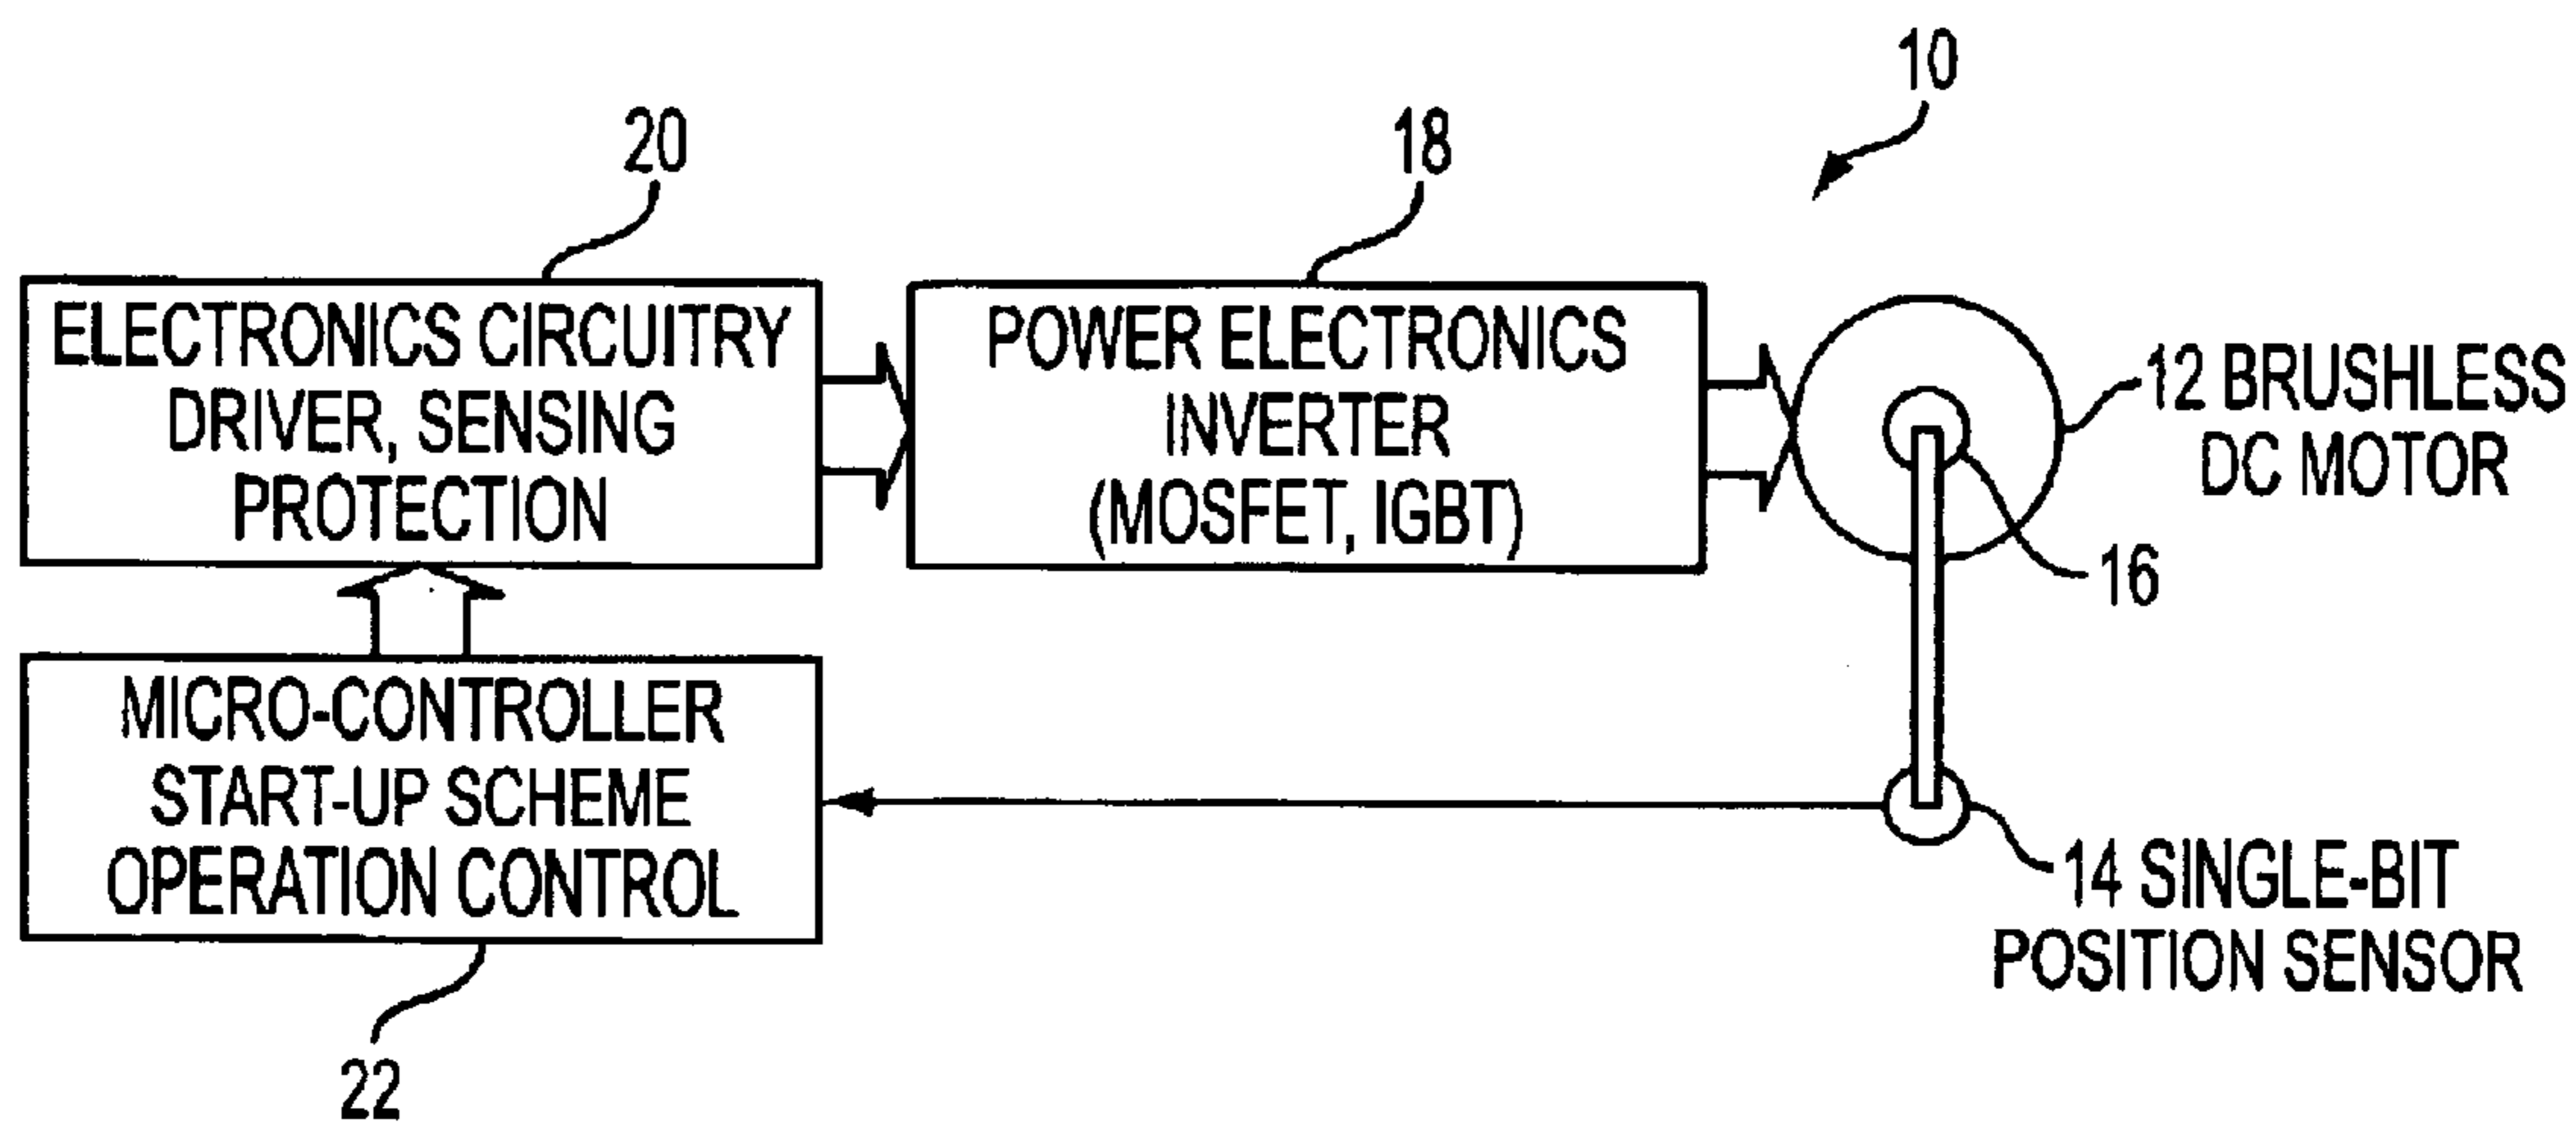 10
20
18
ELECTRONICS CIRCUITRY
DRIVER, SENSING
PROTECTION
POWER ELECTRONICS
INVERTER
(MOSFET, IGBT)
12 BRUSHLESS
DC MOTOR
16
MICRO-CONTROLLER
START-UP SCHEME
OPERATION CONTROL
14 SINGLE-BIT
POSITION SENSOR
22